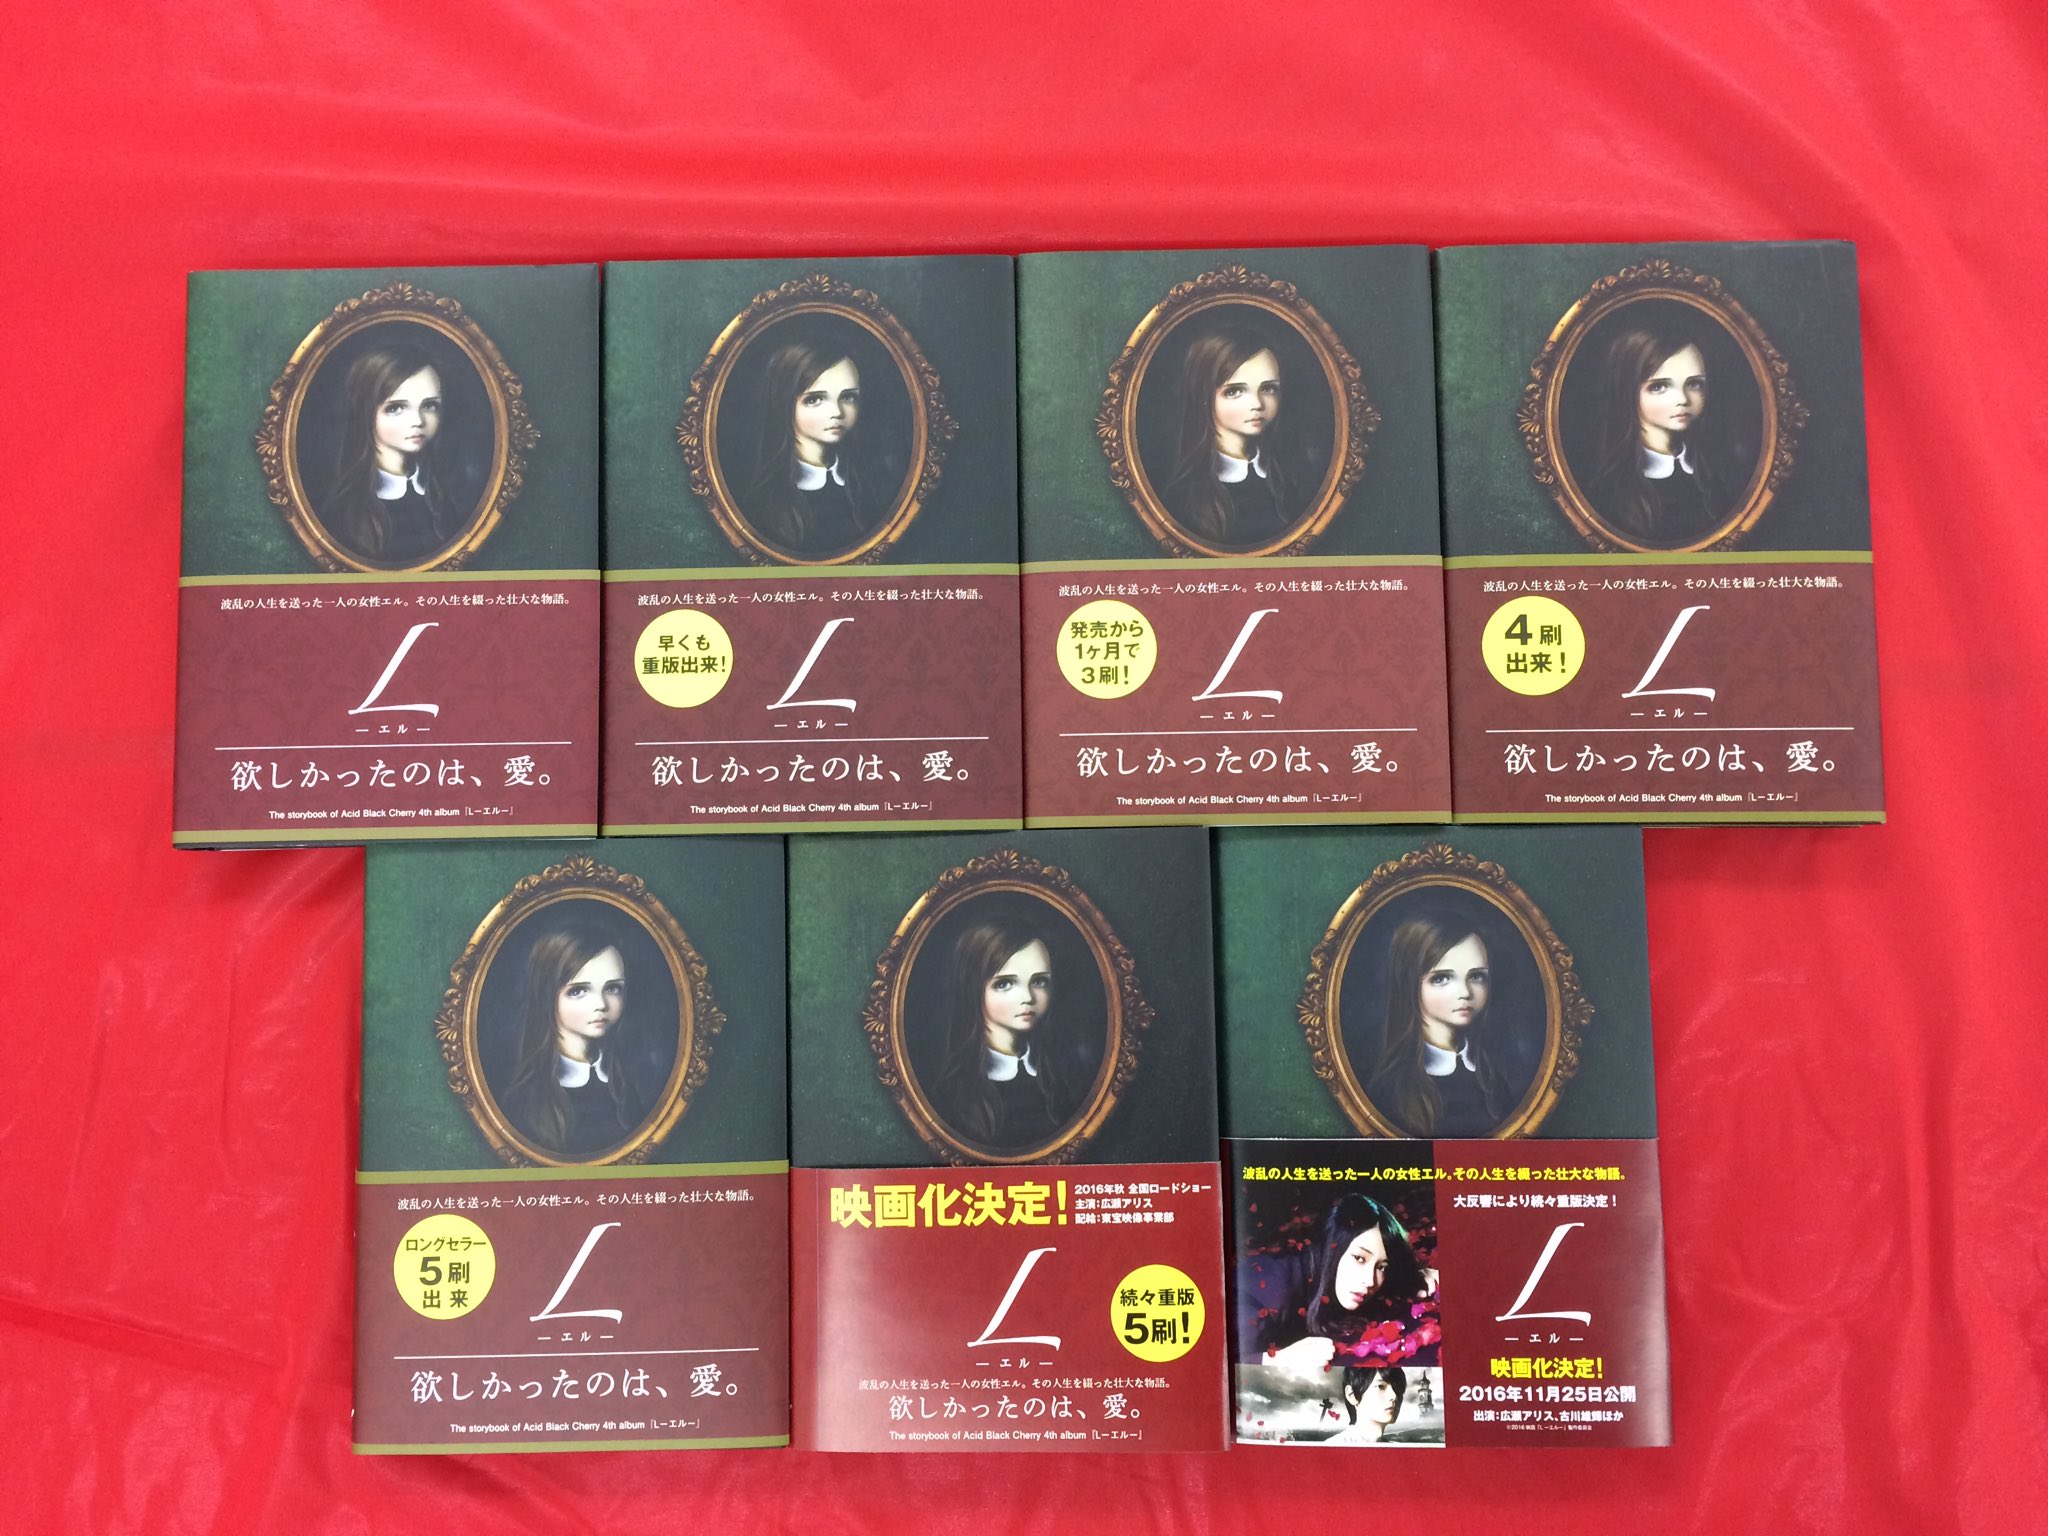 波乱の人生を送った一人の女性エル。その人生を綴った壮大な物語。
L
― エル ―
欲しかったのは、愛。
The storybook of Acid Black Cherry 4th album『Lーエルー』
波乱の人生を送った一人の女性エル。その人生を綴った壮大な物語。
早くも
重版出来!
L
― エル ―
欲しかったのは、愛。
The storybook of Acid Black Cherry 4th album『Lーエルー』
波乱の人生を送った一人の女性エル。その人生を綴った壮大な物語。
発売から
1ヶ月で
3刷!
L
― エル ―
欲しかったのは、愛。
The storybook of Acid Black Cherry 4th album『Lーエルー』
波乱の人生を送った一人の女性エル。その人生を綴った壮大な物語。
4刷
出来!
L
― エル ―
欲しかったのは、愛。
The storybook of Acid Black Cherry 4th album『Lーエルー』
波乱の人生を送った一人の女性エル。その人生を綴った壮大な物語。
ロングセラー
5刷
出来
L
― エル ―
欲しかったのは、愛。
The storybook of Acid Black Cherry 4th album『Lーエルー』
映画化決定!
2016年秋 全国ロードショー
主演:広瀬アリス
配給:東宝映像事業部
L
― エル ―
続々重版
5刷!
波乱の人生を送った一人の女性エル。その人生を綴った壮大な物語。
欲しかったのは、愛。
The storybook of Acid Black Cherry 4th album『Lーエルー』
波乱の人生を送った一人の女性エル。その人生を綴った壮大な物語。
大反響により続々重版決定!
L
― エル ―
映画化決定!
2016年11月25日公開
出演:広瀬アリス、古川雄輝ほか
©2016 映画『Lーエルー』製作委員会